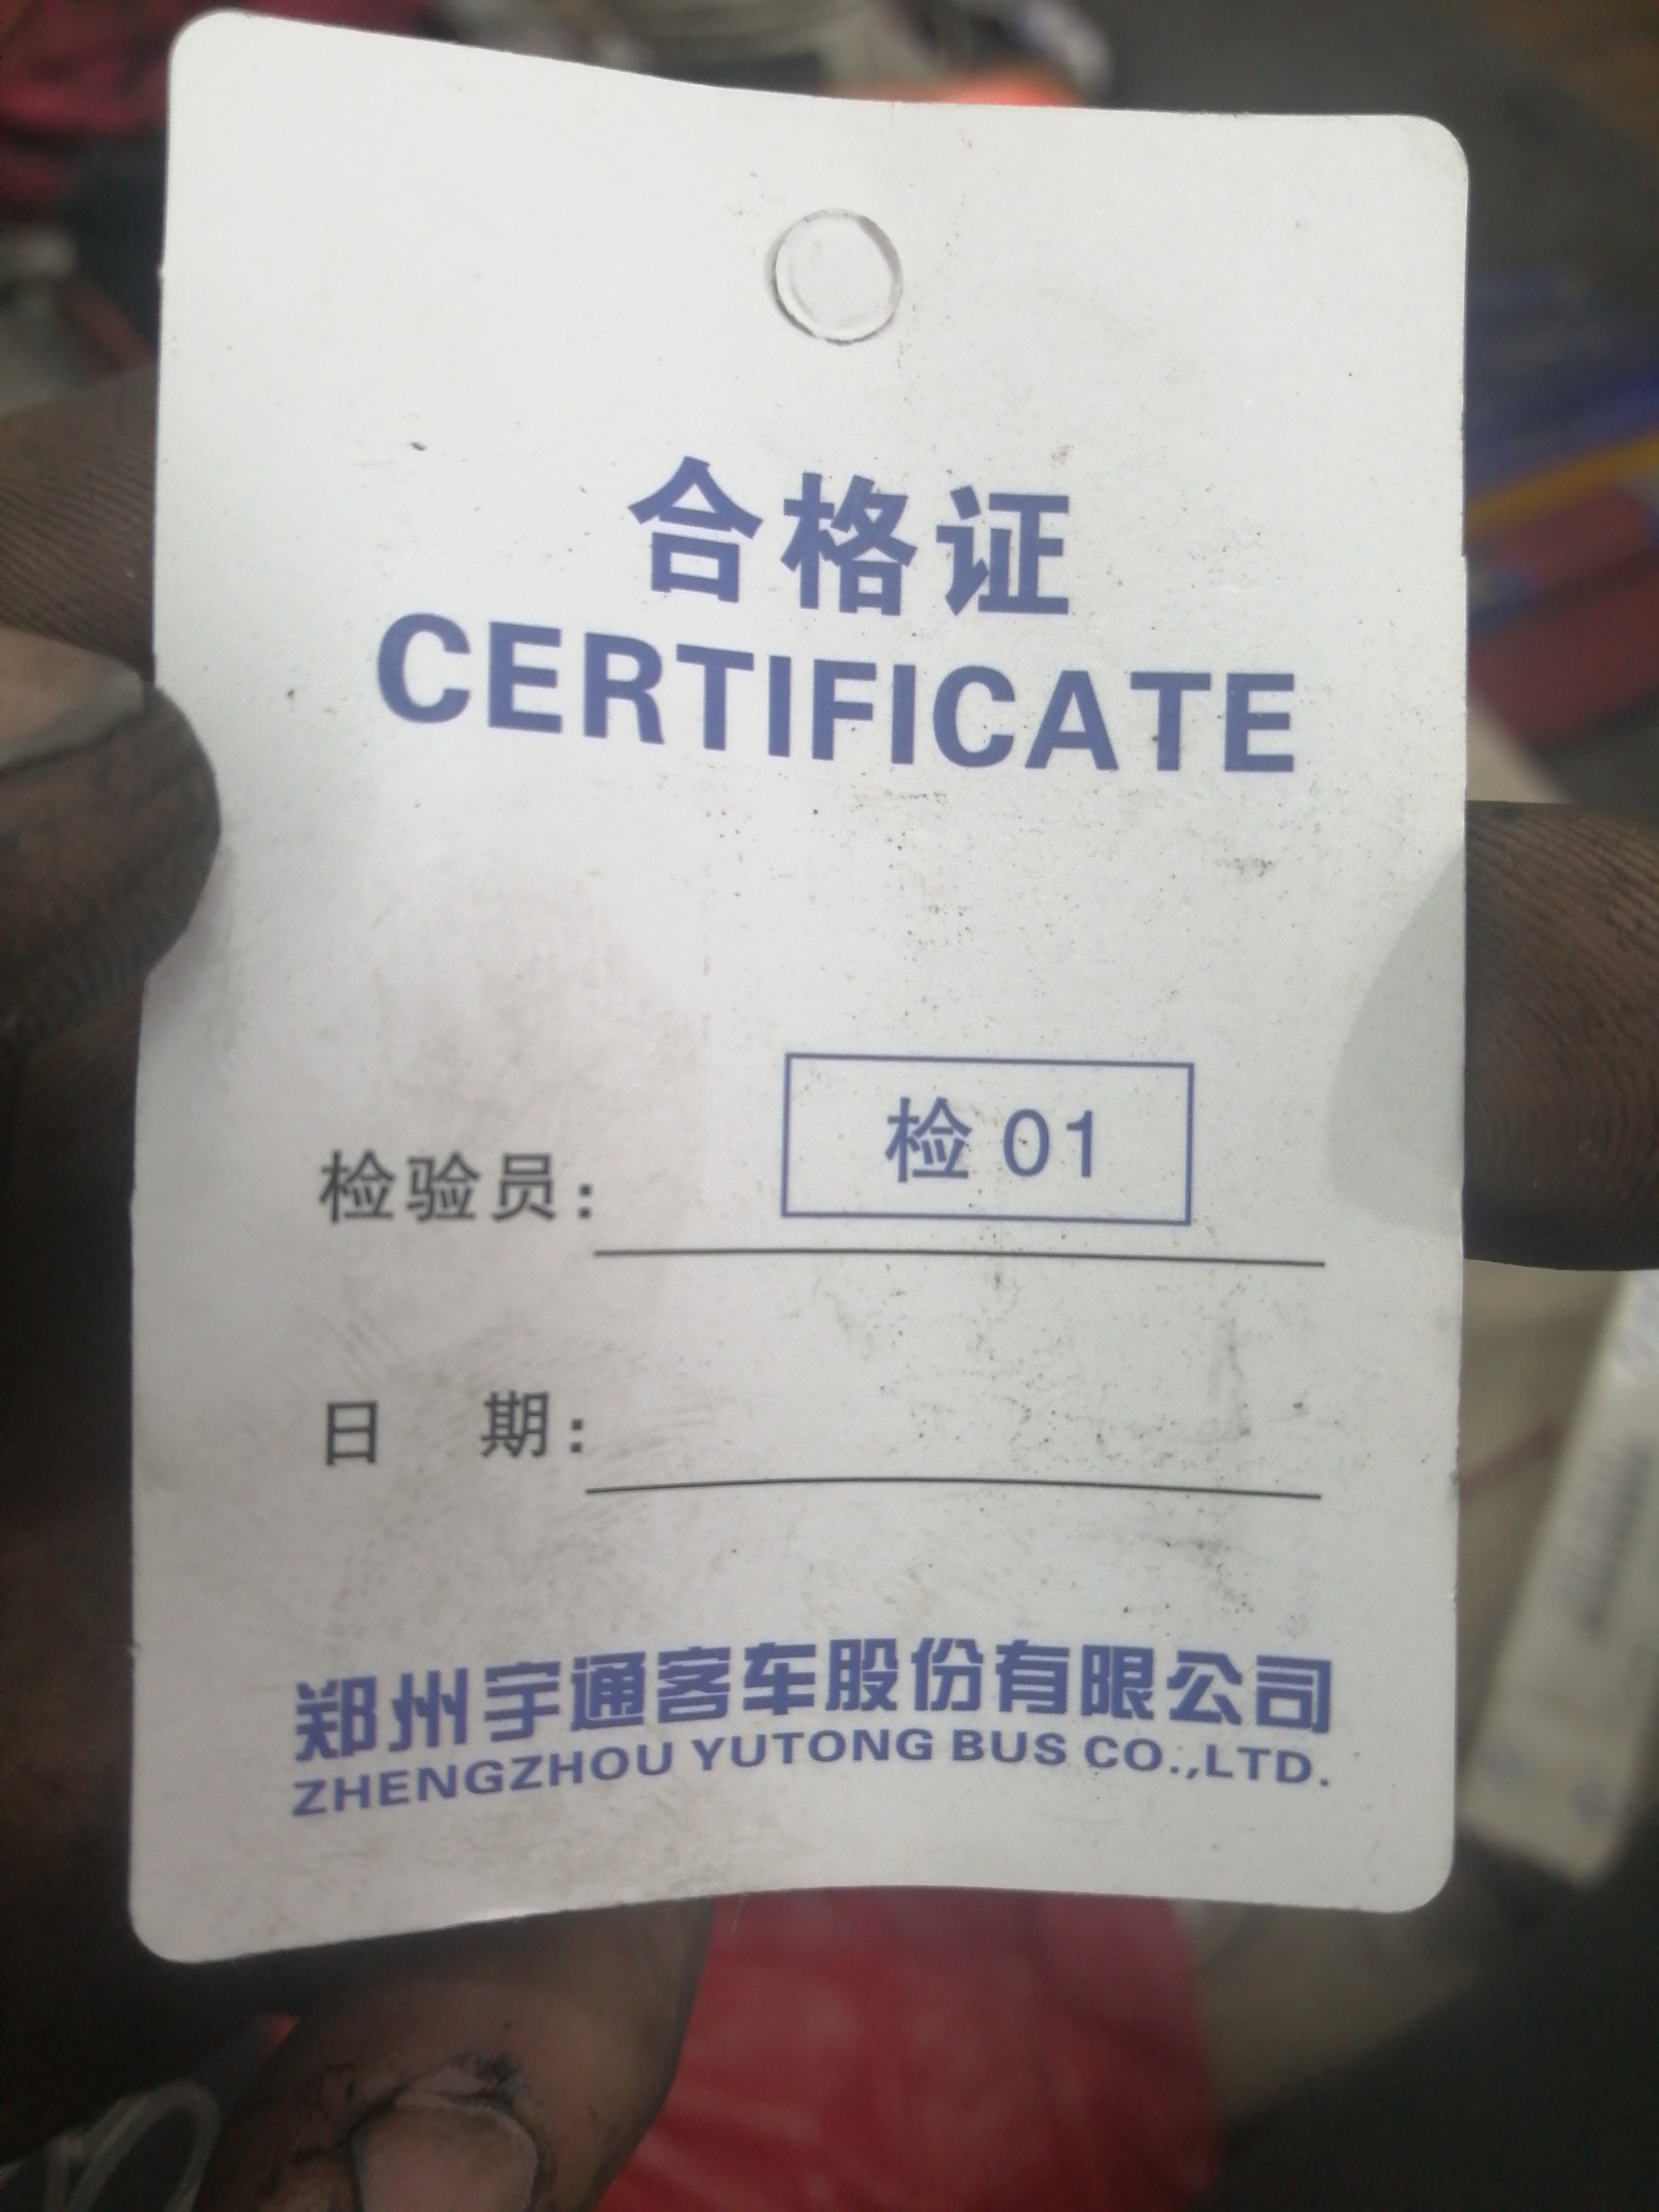 合格证
CERTIFICATE
检验员: 检 01
日 期:
郑州宇通客车股份有限公司
ZHENGZHOU YUTONG BUS CO.,LTD.